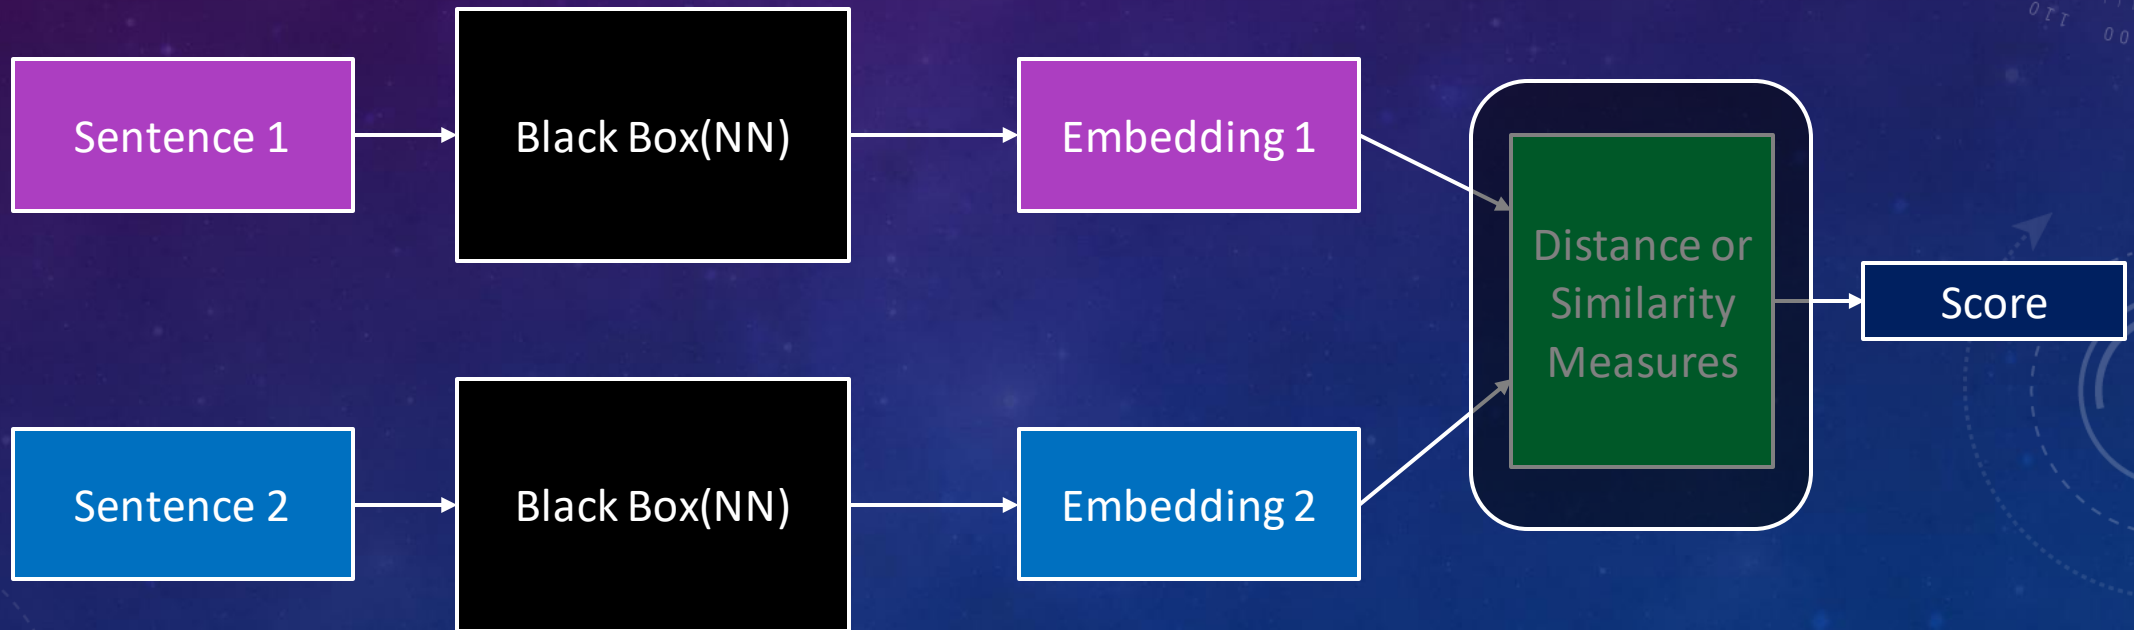 Sentence 1
Black Box(NN)
Embedding 1
Distance or
Similarity
Measures
Score
Sentence 2
Black Box(NN)
Embedding 2